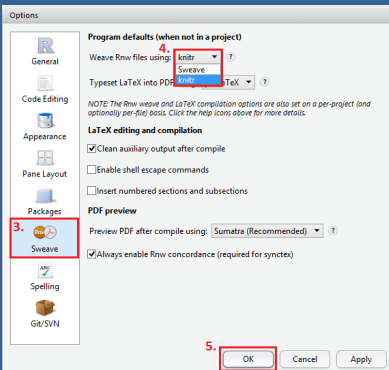 Options
General
Code Editing
Appearance
Pane Layout
Packages
3.
Sweave
ABC
Spelling
Git/SVN
Program defaults (when not in a project)
4.
Weave Rnw files using: knitr ?
Sweave
knitr
Typeset LaTeX into PDF TeX ?
NOTE: The Rnw weave and LaTeX compilation options are also set on a per-project (and
optionally per-file) basis. Click the help icons above for more details.
LaTeX editing and compilation
Clean auxiliary output after compile
Enable shell escape commands
Insert numbered sections and subsections
PDF preview
Preview PDF after compile using: Sumatra (Recommended) ?
Always enable Rnw concordance (required for synctex)
5.
OK Cancel Apply